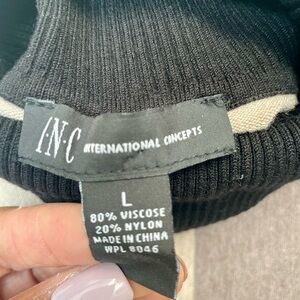 I·N·C INTERNATIONAL CONCEPTS
L
80% VISCOSE
20% NYLON
MADE IN CHINA
WPL 8046